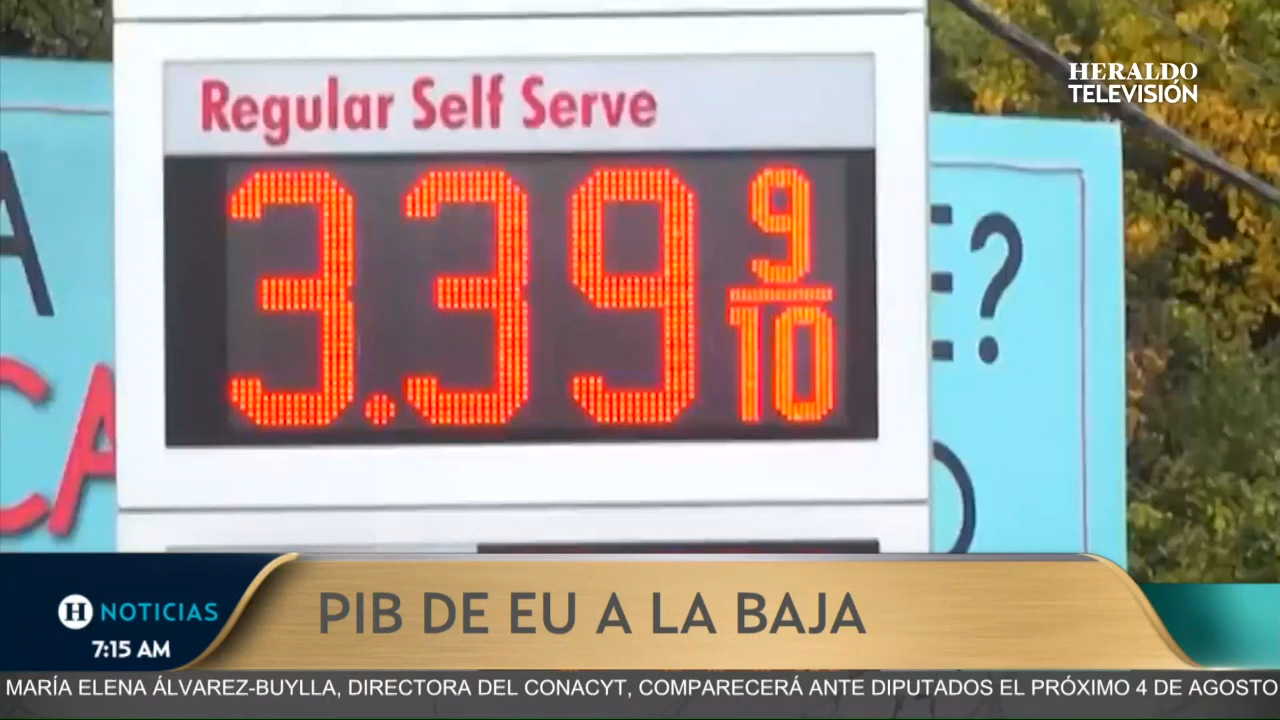 HERALDO
TELEVISIÓN
Regular Self Serve
3.39 9/10
A
E?
CA
H NOTICIAS
7:15 AM
PIB DE EU A LA BAJA
MARÍA ELENA ÁLVAREZ-BUYLLA, DIRECTORA DEL CONACYT, COMPARECERÁ ANTE DIPUTADOS EL PRÓXIMO 4 DE AGOSTO